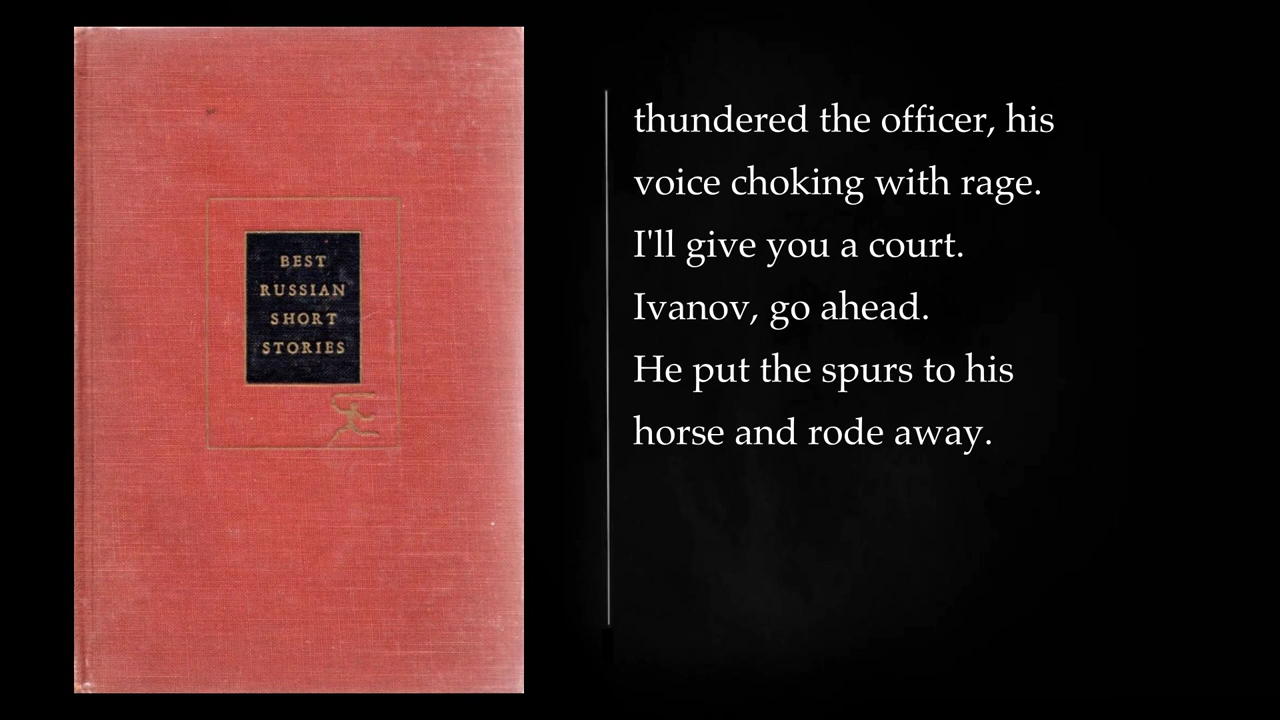 BEST
RUSSIAN
SHORT
STORIES
thundered the officer, his
voice choking with rage.
I'll give you a court.
Ivanov, go ahead.
He put the spurs to his
horse and rode away.